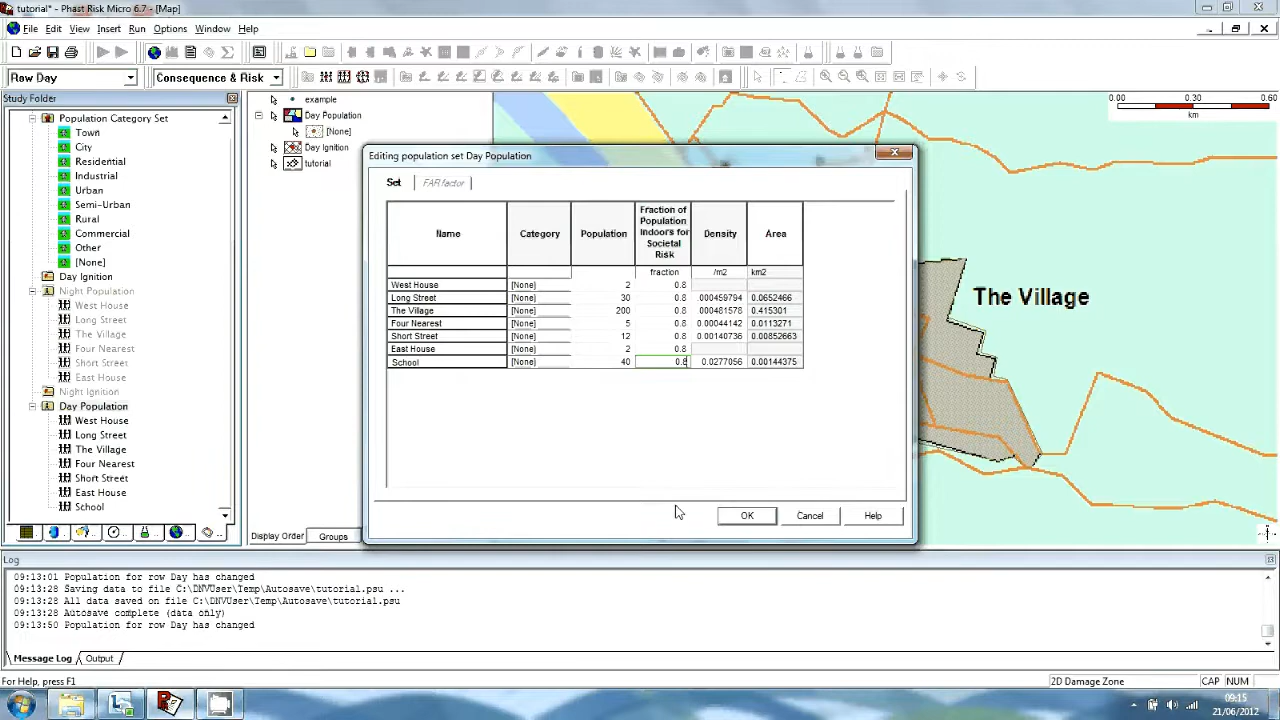 tutorial* - Phast Risk Micro 6.7 - [Map]
File Edit View Insert Run Options Window Help
Row Day
Consequence & Risk
Study Folder
Population Category Set
Town
City
Residential
Industrial
Urban
Semi-Urban
Rural
Commercial
Other
[None]
Day Ignition
Night Population
West House
Long Street
The Village
Four Nearest
Short Street
East House
Night Ignition
Day Population
West House
Long Street
The Village
Four Nearest
Short Street
East House
School
example
Day Population
[None]
Day Ignition
tutorial
Display Order Groups
0.00 0.30 0.60
km
The Village
Editing population set Day Population
Set FAR factor
Name Category Population Fraction of Population Indoors for Societal Risk Density Area
fraction /m2 km2
West House [None] 2 0.8
Long Street [None] 30 0.8 .000459794 0.0652466
The Village [None] 200 0.8 .000481578 0.415301
Four Nearest [None] 5 0.8 0.00044142 0.0113271
Short Street [None] 12 0.8 0.00140736 0.00852663
East House [None] 2 0.8
School [None] 40 0.8 0.0277056 0.00144375
OK Cancel Help
Log
09:13:01 Population for row Day has changed
09:13:28 Saving data to file C:\DNVUser\Temp\Autosave\tutorial.psu ...
09:13:28 All data saved on file C:\DNVUser\Temp\Autosave\tutorial.psu
09:13:28 Autosave complete (data only)
09:13:50 Population for row Day has changed
Message Log Output
For Help, press F1
2D Damage Zone CAP NUM
09:15
21/06/2012